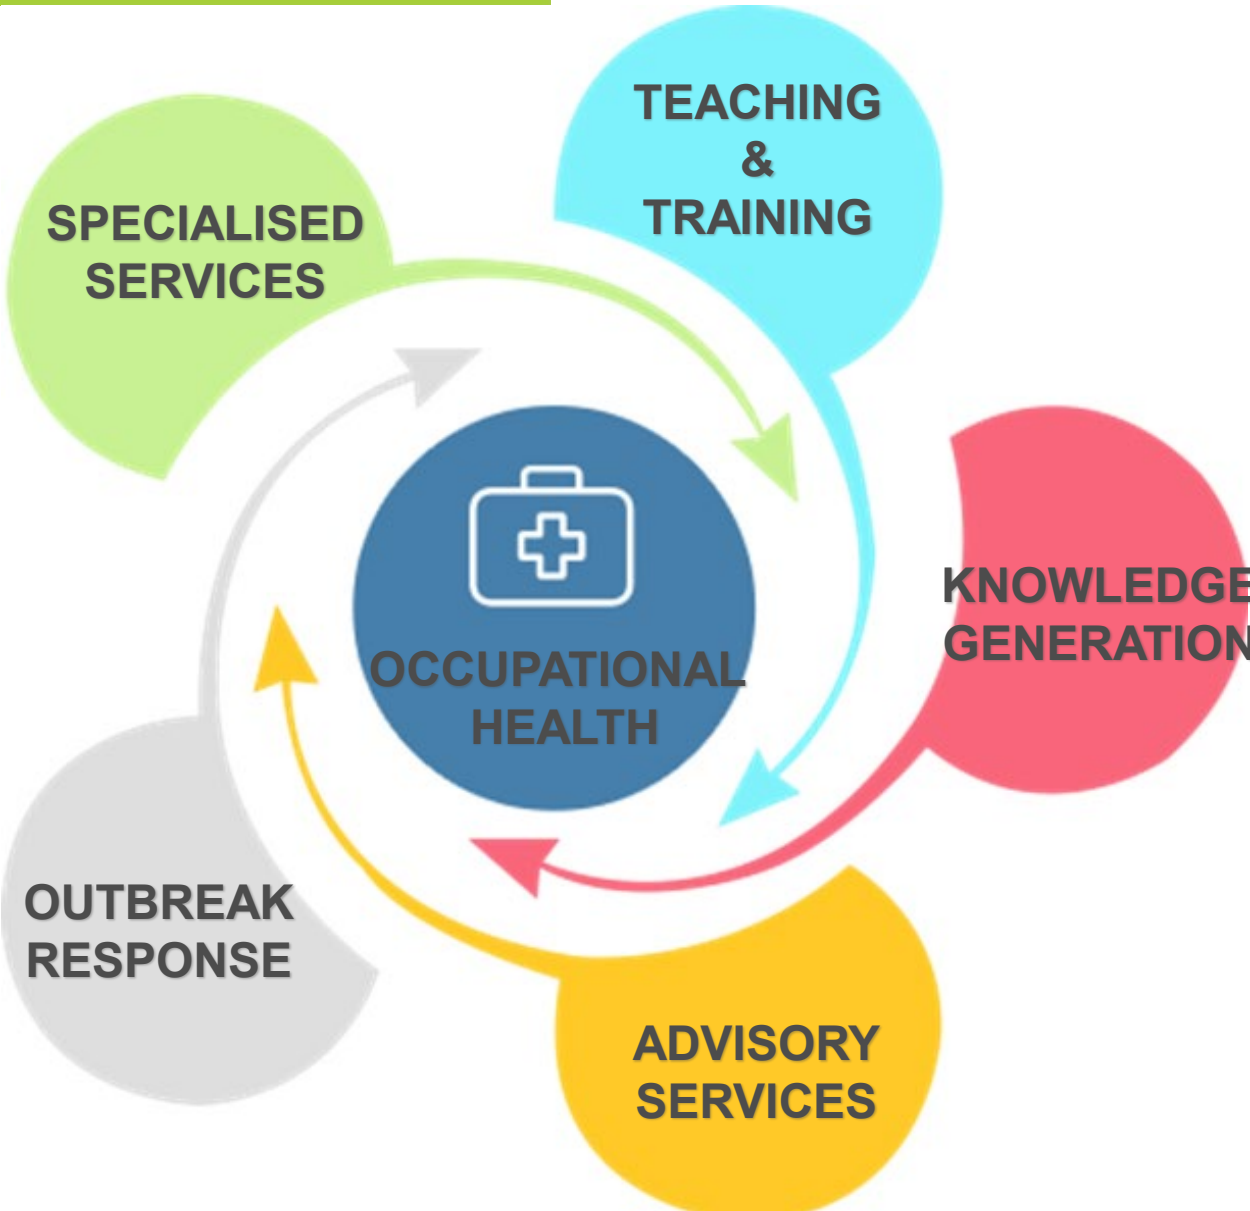 TEACHING
&
TRAINING
SPECIALISED
SERVICES
KNOWLEDGE
GENERATION
OCCUPATIONAL
HEALTH
OUTBREAK
RESPONSE
ADVISORY
SERVICES